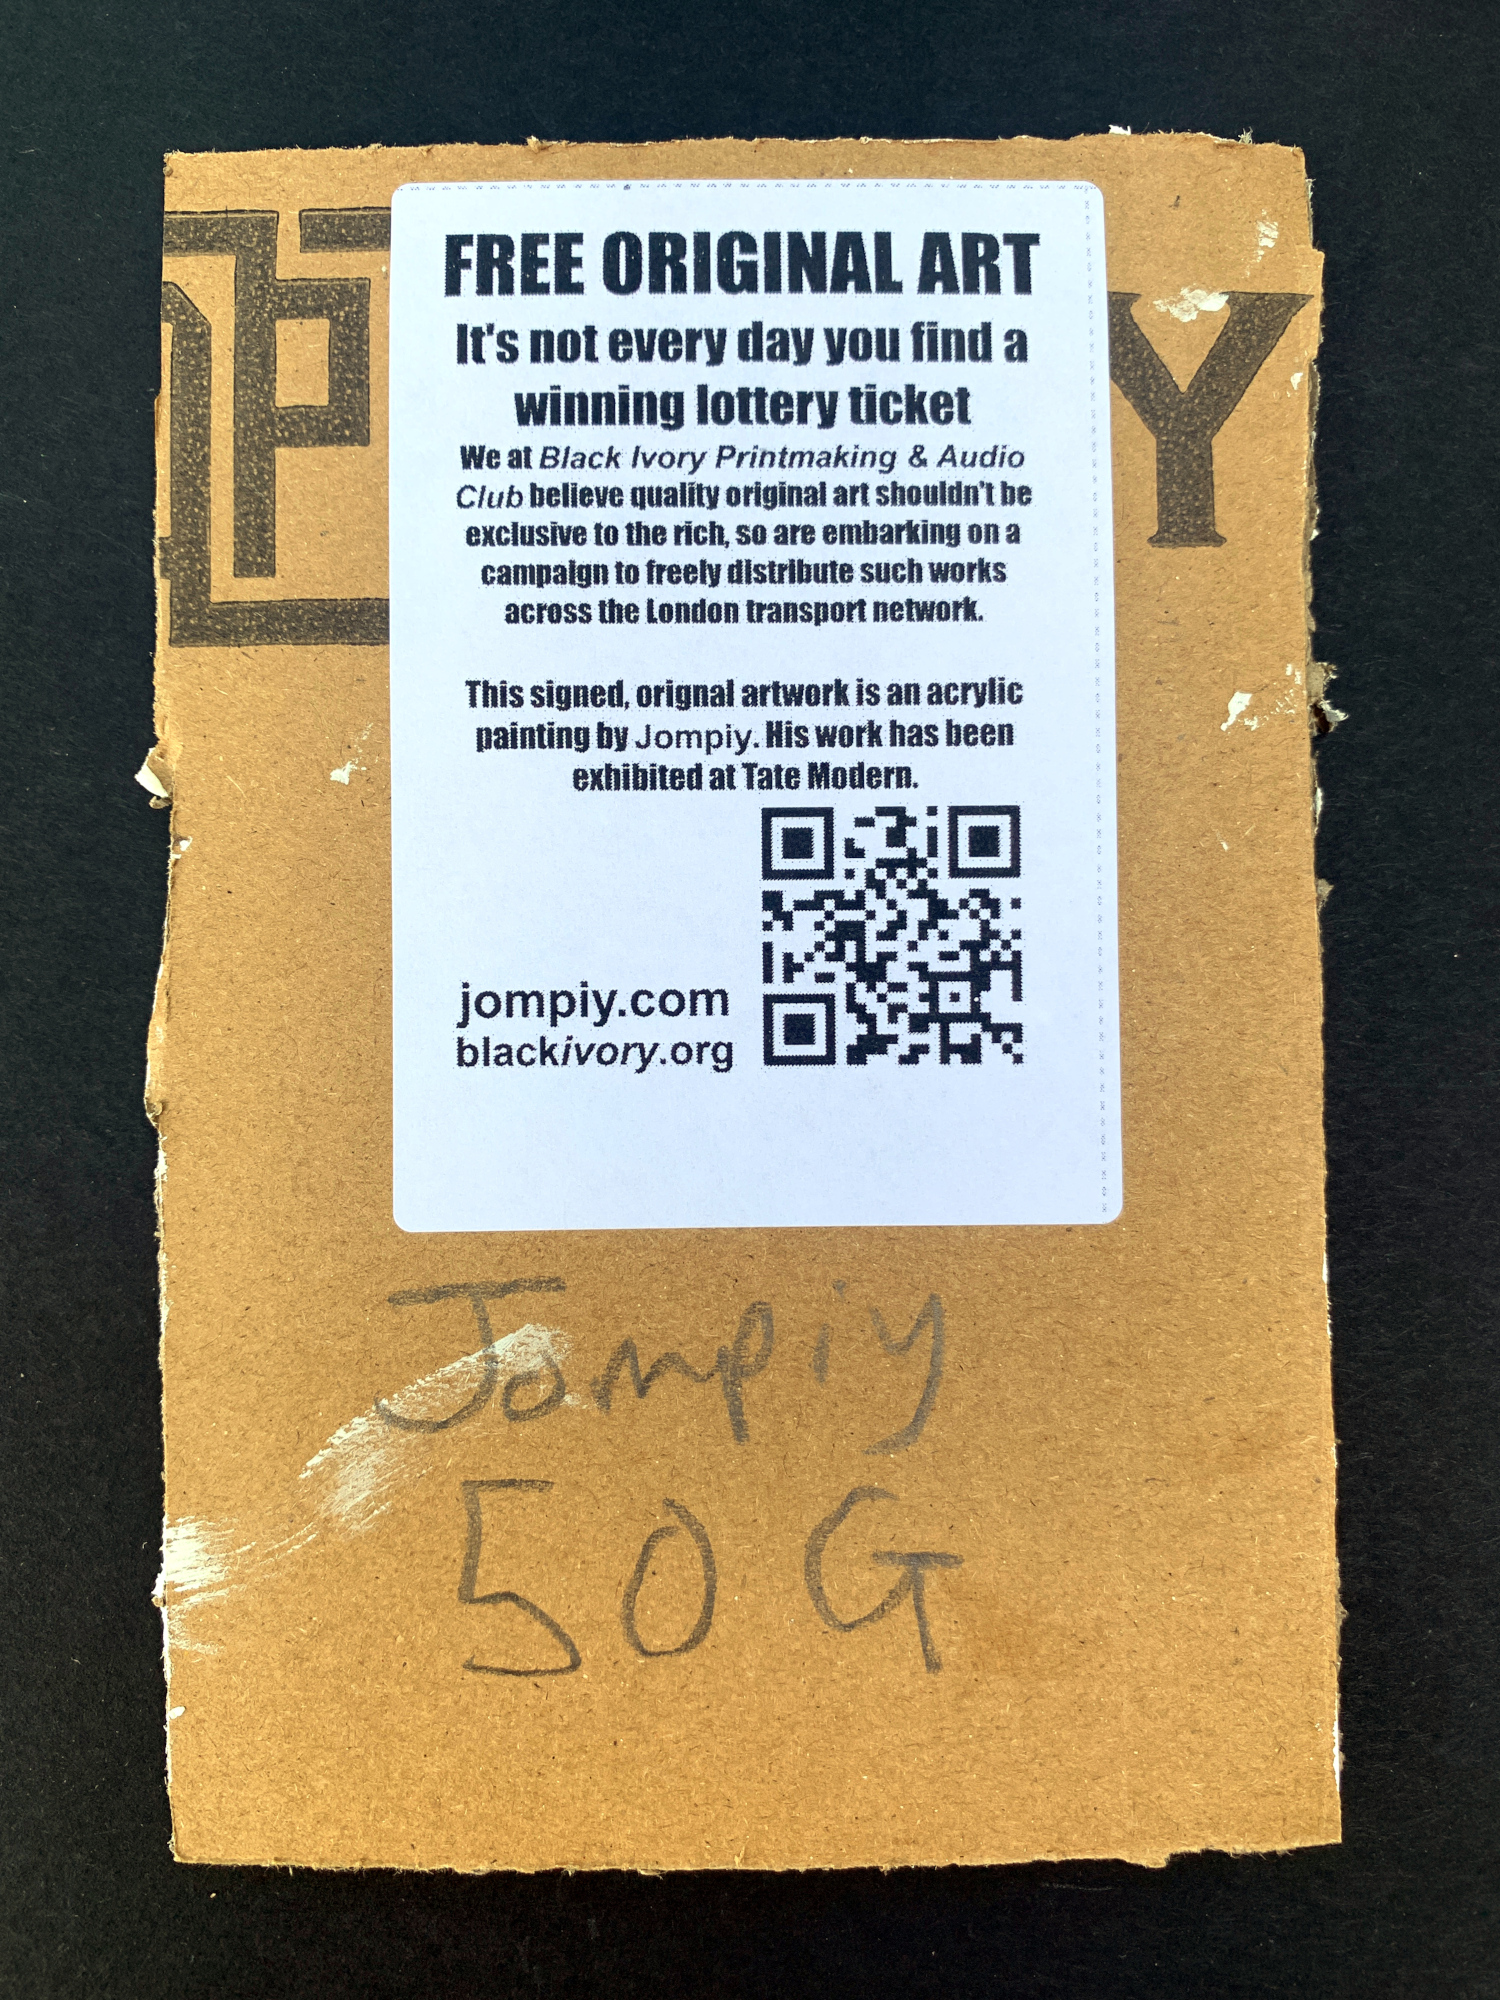 FREE ORIGINAL ART
It's not every day you find a
winning lottery ticket
We at Black Ivory Printmaking & Audio
Club believe quality original art shouldn't be
exclusive to the rich, so are embarking on a
campaign to freely distribute such works
across the London transport network.
This signed, orignal artwork is an acrylic
painting by Jompiy. His work has been
exhibited at Tate Modern.
jompiy.com
blackivory.org
Y
Jompiy
50G